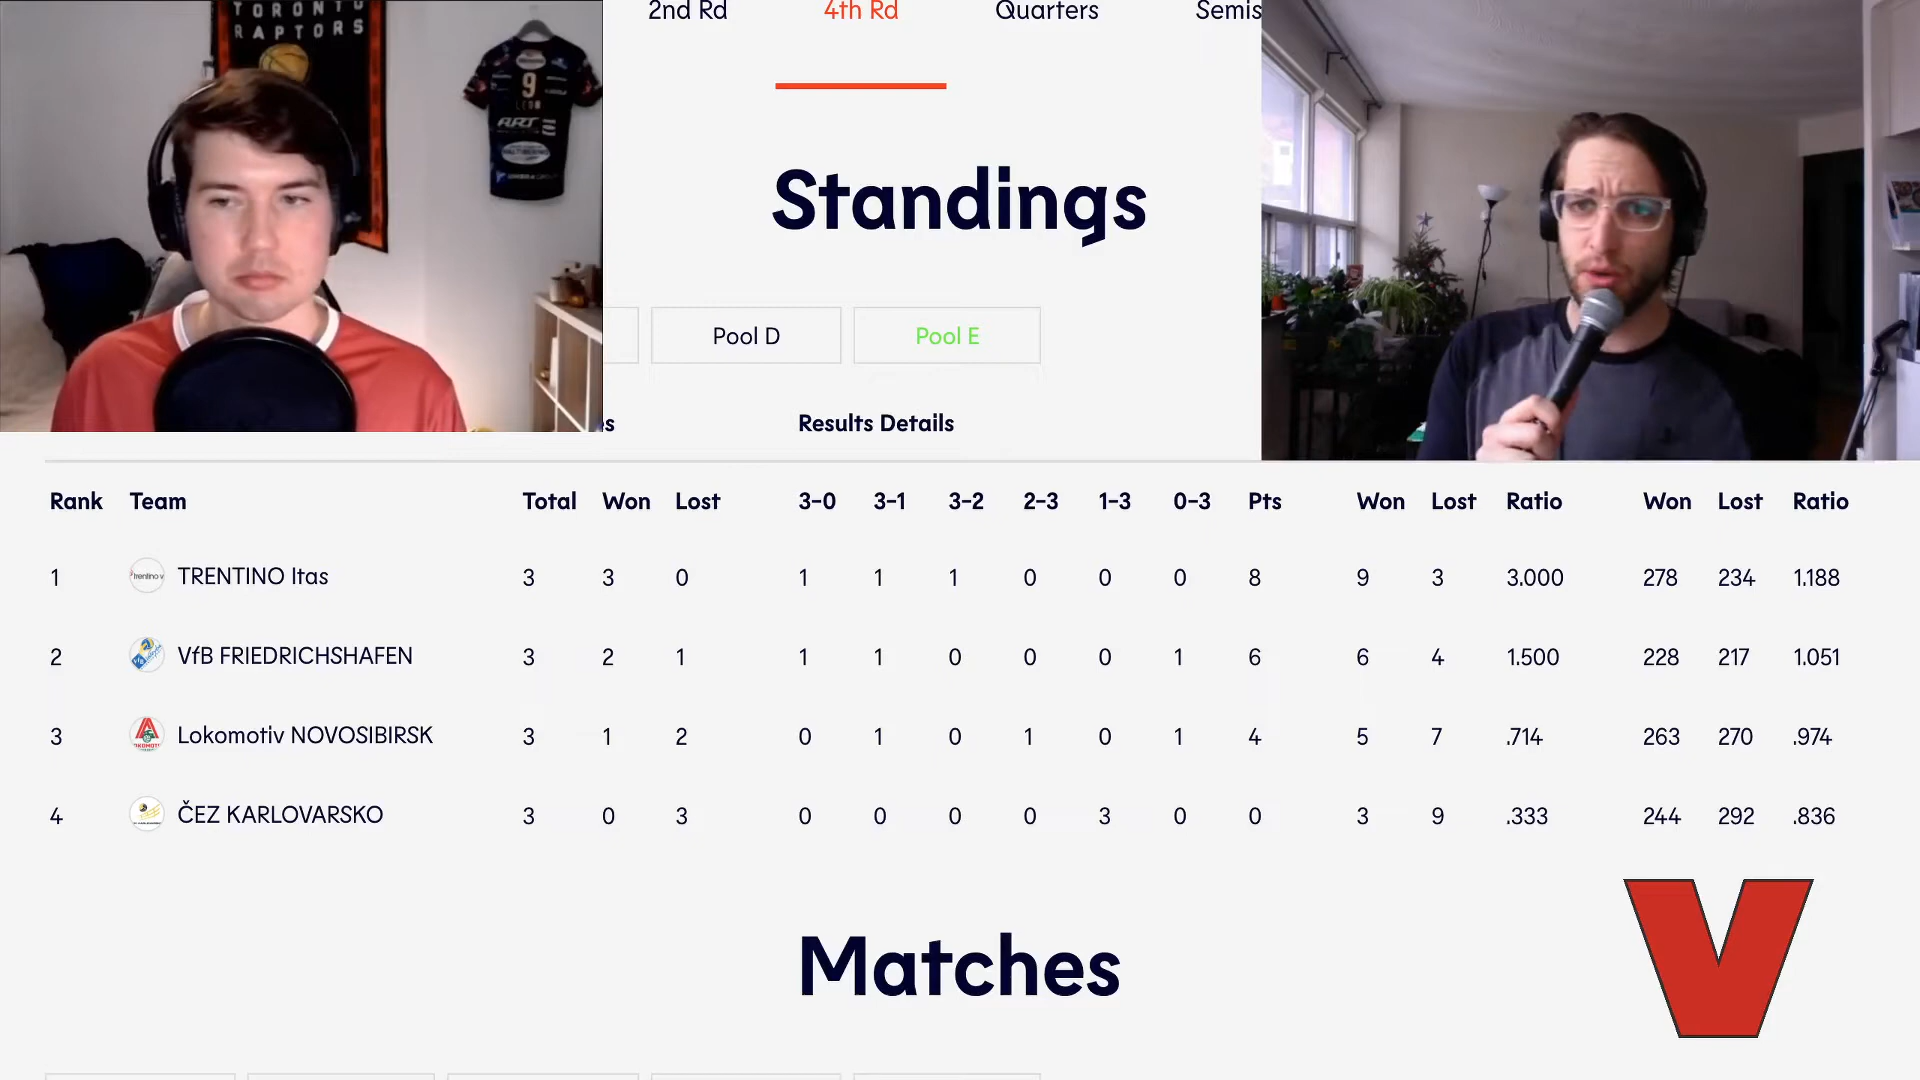 TORONTO
RAPTORS
9
LEON
ART
2nd Rd 4th Rd Quarters Semis
Standings
Pool D Pool E
s Results Details
Rank Team Total Won Lost 3-0 3-1 3-2 2-3 1-3 0-3 Pts Won Lost Ratio Won Lost Ratio
1 TRENTINO Itas 3 3 0 1 1 1 0 0 0 8 9 3 3.000 278 234 1.188
2 VfB FRIEDRICHSHAFEN 3 2 1 1 1 0 0 0 1 6 6 4 1.500 228 217 1.051
3 Lokomotiv NOVOSIBIRSK 3 1 2 0 1 0 1 0 1 4 5 7 .714 263 270 .974
4 ČEZ KARLOVARSKO 3 0 3 0 0 0 0 3 0 0 3 9 .333 244 292 .836
Matches
V